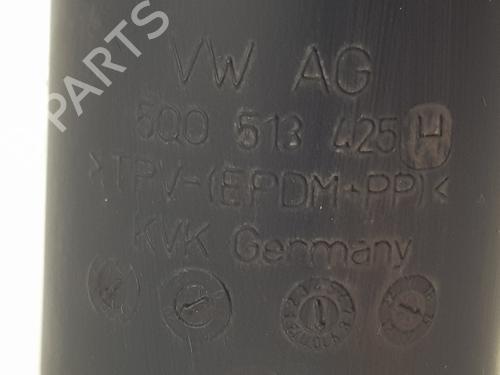 PARTS
VW AG
5Q0 513 425 H
>TPV-(EPDM+PP)<
KVK Germany